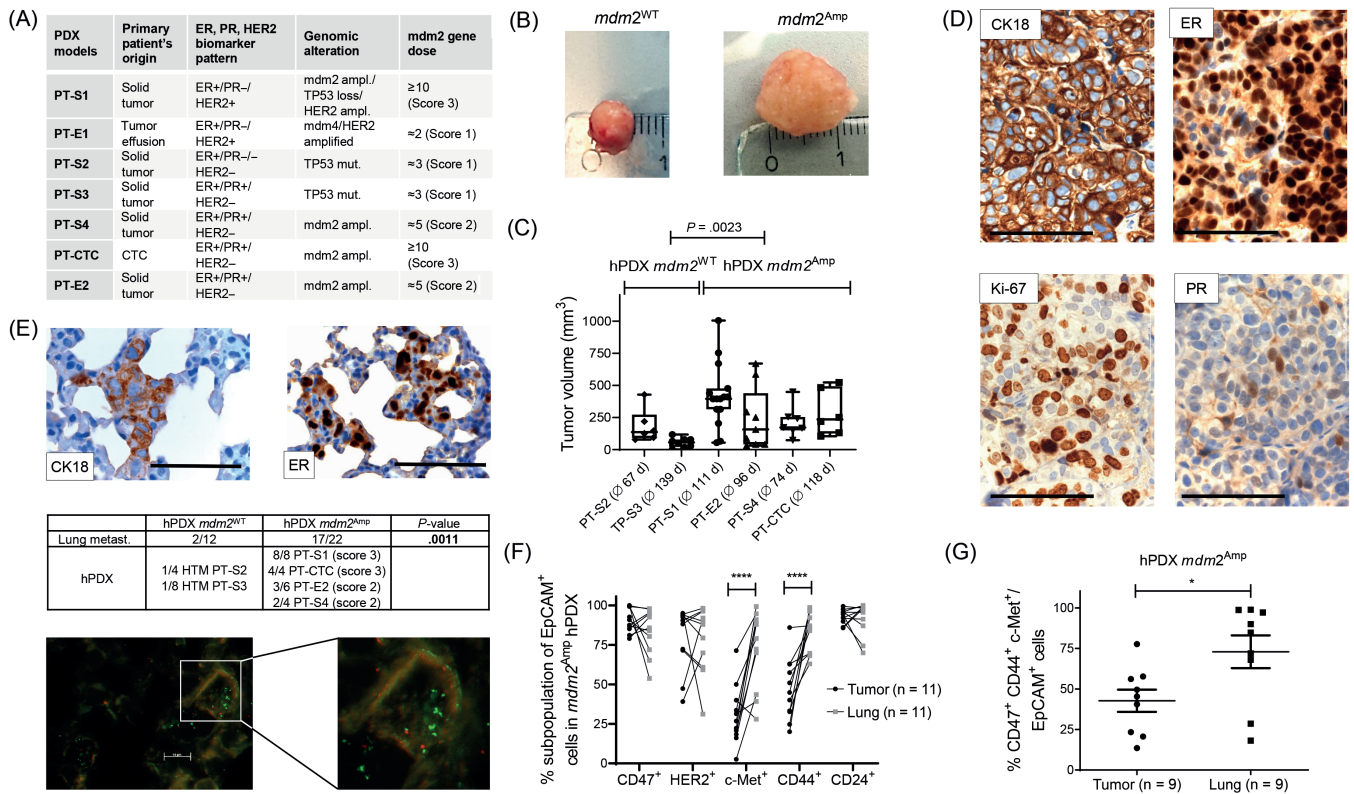 (A)
PDX models | Primary patient's origin | ER, PR, HER2 biomarker pattern | Genomic alteration | mdm2 gene dose
PT-S1 | Solid tumor | ER+/PR−/ HER2+ | mdm2 ampl./ TP53 loss/ HER2 ampl. | ≥10 (Score 3)
PT-E1 | Tumor effusion | ER+/PR−/ HER2+ | mdm4/HER2 amplified | ≈2 (Score 1)
PT-S2 | Solid tumor | ER+/PR−/− HER2− | TP53 mut. | ≈3 (Score 1)
PT-S3 | Solid tumor | ER+/PR+/ HER2− | TP53 mut. | ≈3 (Score 1)
PT-S4 | Solid tumor | ER+/PR+/ HER2− | mdm2 ampl. | ≈5 (Score 2)
PT-CTC | CTC | ER+/PR+/ HER2− | mdm2 ampl. | ≥10 (Score 3)
PT-E2 | Solid tumor | ER+/PR+/ HER2− | mdm2 ampl. | ≈5 (Score 2)
(B)
mdm2WT mdm2Amp
0 1
0 1
(C)
P = .0023
hPDX mdm2WT hPDX mdm2Amp
Tumor volume (mm3)
1000
750
500
250
0
PT-S2 (Ø 67 d)
TP-S3 (Ø 139 d)
PT-S1 (Ø 111 d)
PT-E2 (Ø 96 d)
PT-S4 (Ø 74 d)
PT-CTC (Ø 118 d)
(D)
CK18
ER
Ki-67
PR
(E)
CK18
ER
hPDX mdm2WT | hPDX mdm2Amp | P-value
Lung metast. | 2/12 | 17/22 | .0011
hPDX
1/4 HTM PT-S2
1/8 HTM PT-S3
8/8 PT-S1 (score 3)
4/4 PT-CTC (score 3)
3/6 PT-E2 (score 2)
2/4 PT-S4 (score 2)
(F)
% subpopulation of EpCAM+
cells in mdm2Amp hPDX
100
75
50
25
0
****
****
Tumor (n = 11)
Lung (n = 11)
CD47+ HER2+ c-Met+ CD44+ CD24+
(G)
hPDX mdm2Amp
*
% CD47+ CD44+ c-Met+/
EpCAM+ cells
100
75
50
25
0
Tumor (n = 9) Lung (n = 9)